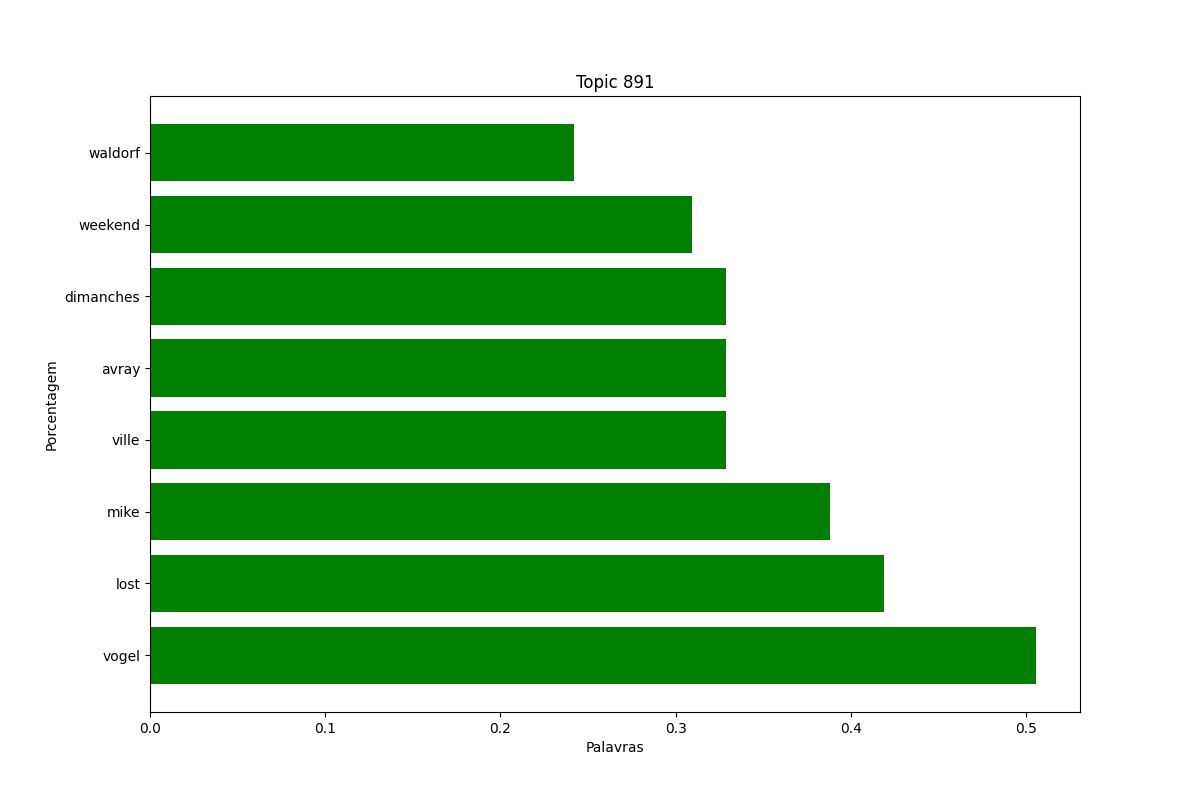 Topic 891
waldorf
weekend
dimanches
avray
ville
mike
lost
vogel
Porcentagem
0.0 0.1 0.2 0.3 0.4 0.5
Palavras